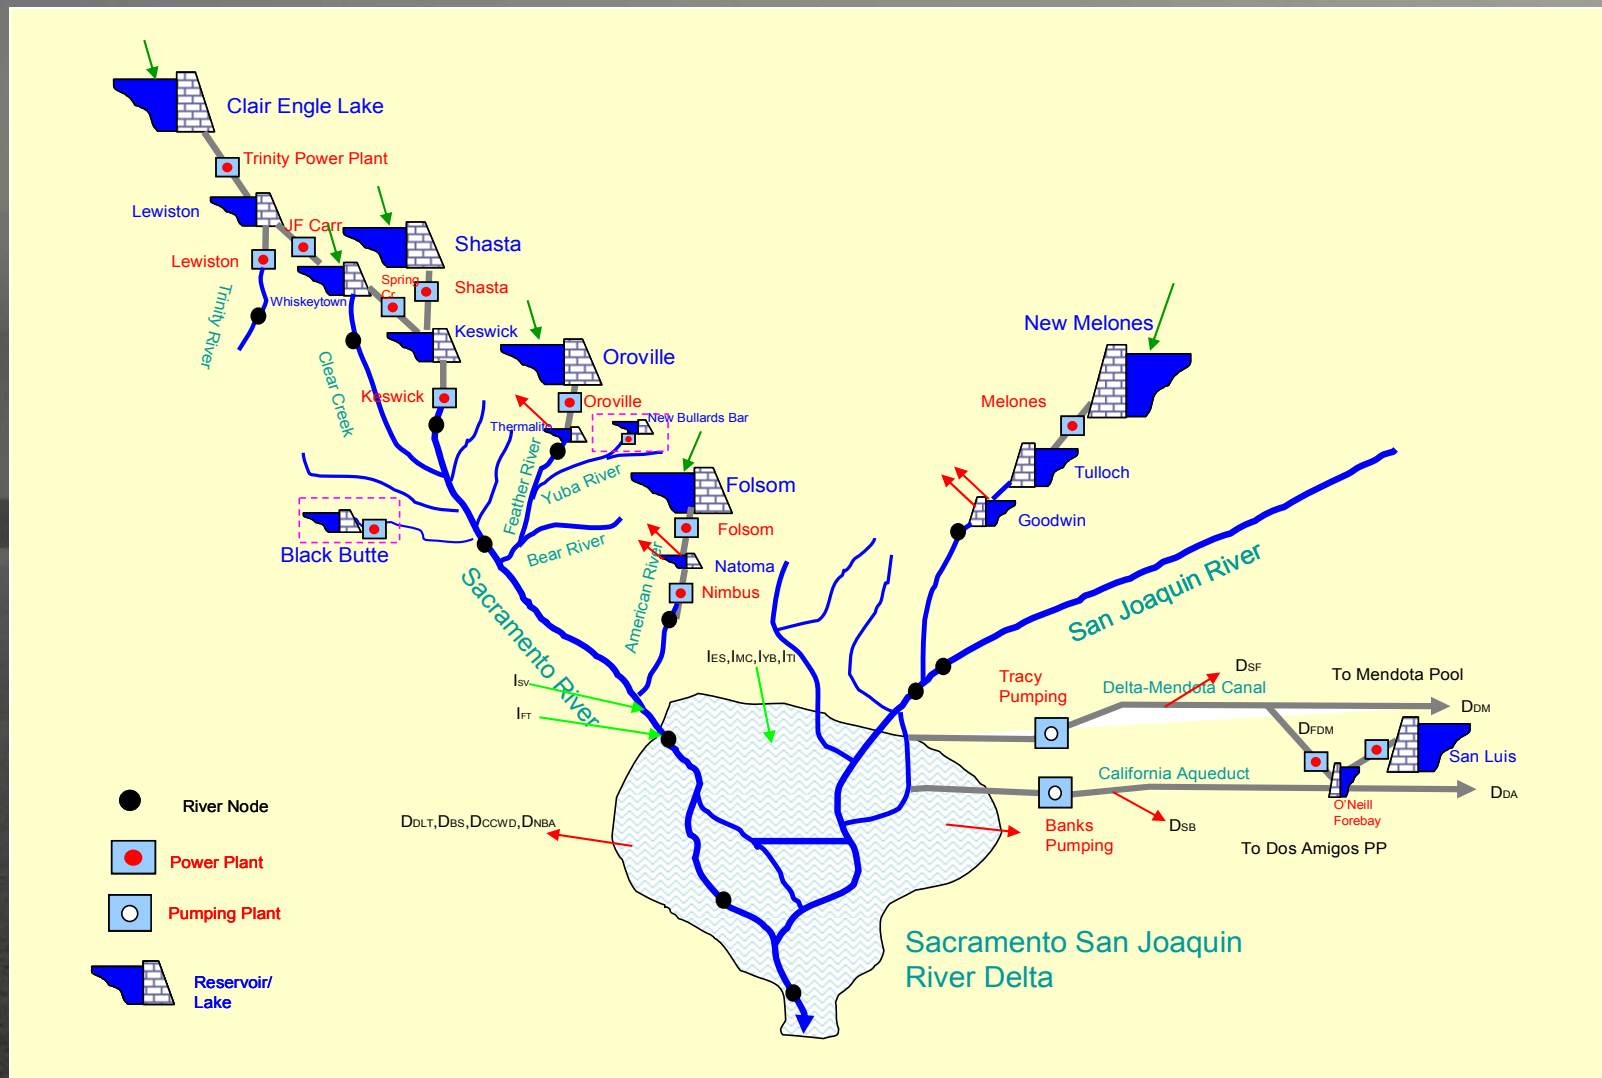 Clair Engle Lake
Trinity Power Plant
Lewiston
JF Carr
Shasta
Lewiston
Spring
Cr
Shasta
Whiskeytown
Trinity River
Keswick
New Melones
Clear Creek
Oroville
Keswick
Oroville
Melones
Thermalito
New Bullards Bar
Feather River
Yuba River
Tulloch
Folsom
Goodwin
Folsom
Black Butte
Bear River
Natoma
American River
Nimbus
Sacramento River
San Joaquin River
IES,IMC,IYB,ITI
ISV
IFT
Tracy
Pumping
DSF
To Mendota Pool
Delta-Mendota Canal
DDM
DFDM
San Luis
California Aqueduct
DDA
O'Neill
Forebay
Banks
Pumping
DSB
To Dos Amigos PP
DDLT,DBS,DCCWD,DNBA
River Node
Power Plant
Pumping Plant
Reservoir/
Lake
Sacramento San Joaquin
River Delta